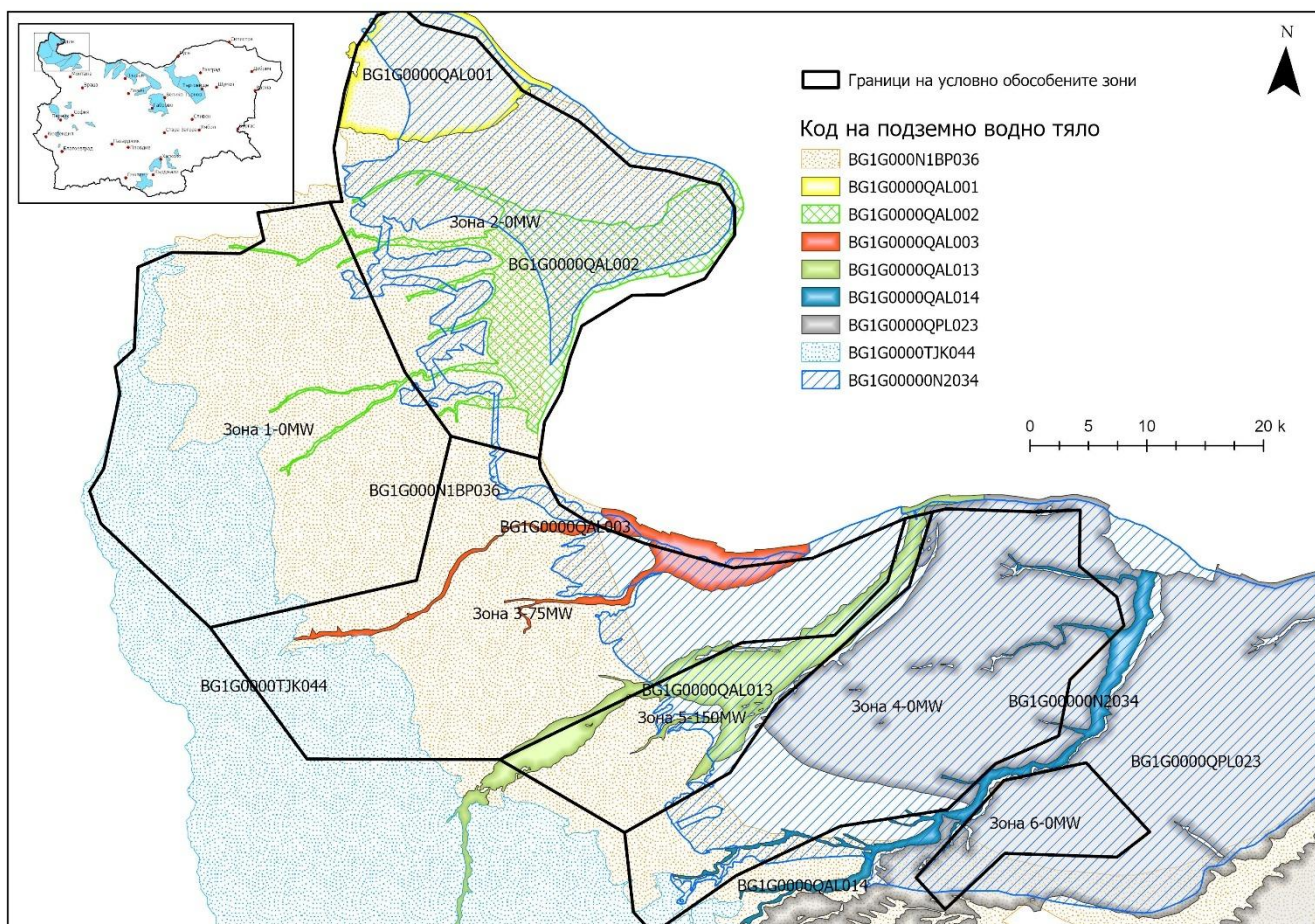 N
Граници на условно обособените зони
Код на подземно водно тяло
BG1G000N1BP036
BG1G0000QAL001
BG1G0000QAL002
BG1G0000QAL003
BG1G0000QAL013
BG1G0000QAL014
BG1G0000QPL023
BG1G0000TJK044
BG1G00000N2034
0 5 10 20 k
BG1G0000QAL001
Зона 2-0MW
BG1G0000QAL002
Зона 1-0MW
BG1G000N1BP036
BG1G0000QAL003
Зона 3-75MW
BG1G0000TJK044
BG1G0000QAL013
Зона 5-150MW
Зона 4-0MW
BG1G00000N2034
BG1G0000QPL023
Зона 6-0MW
BG1G0000QAL014